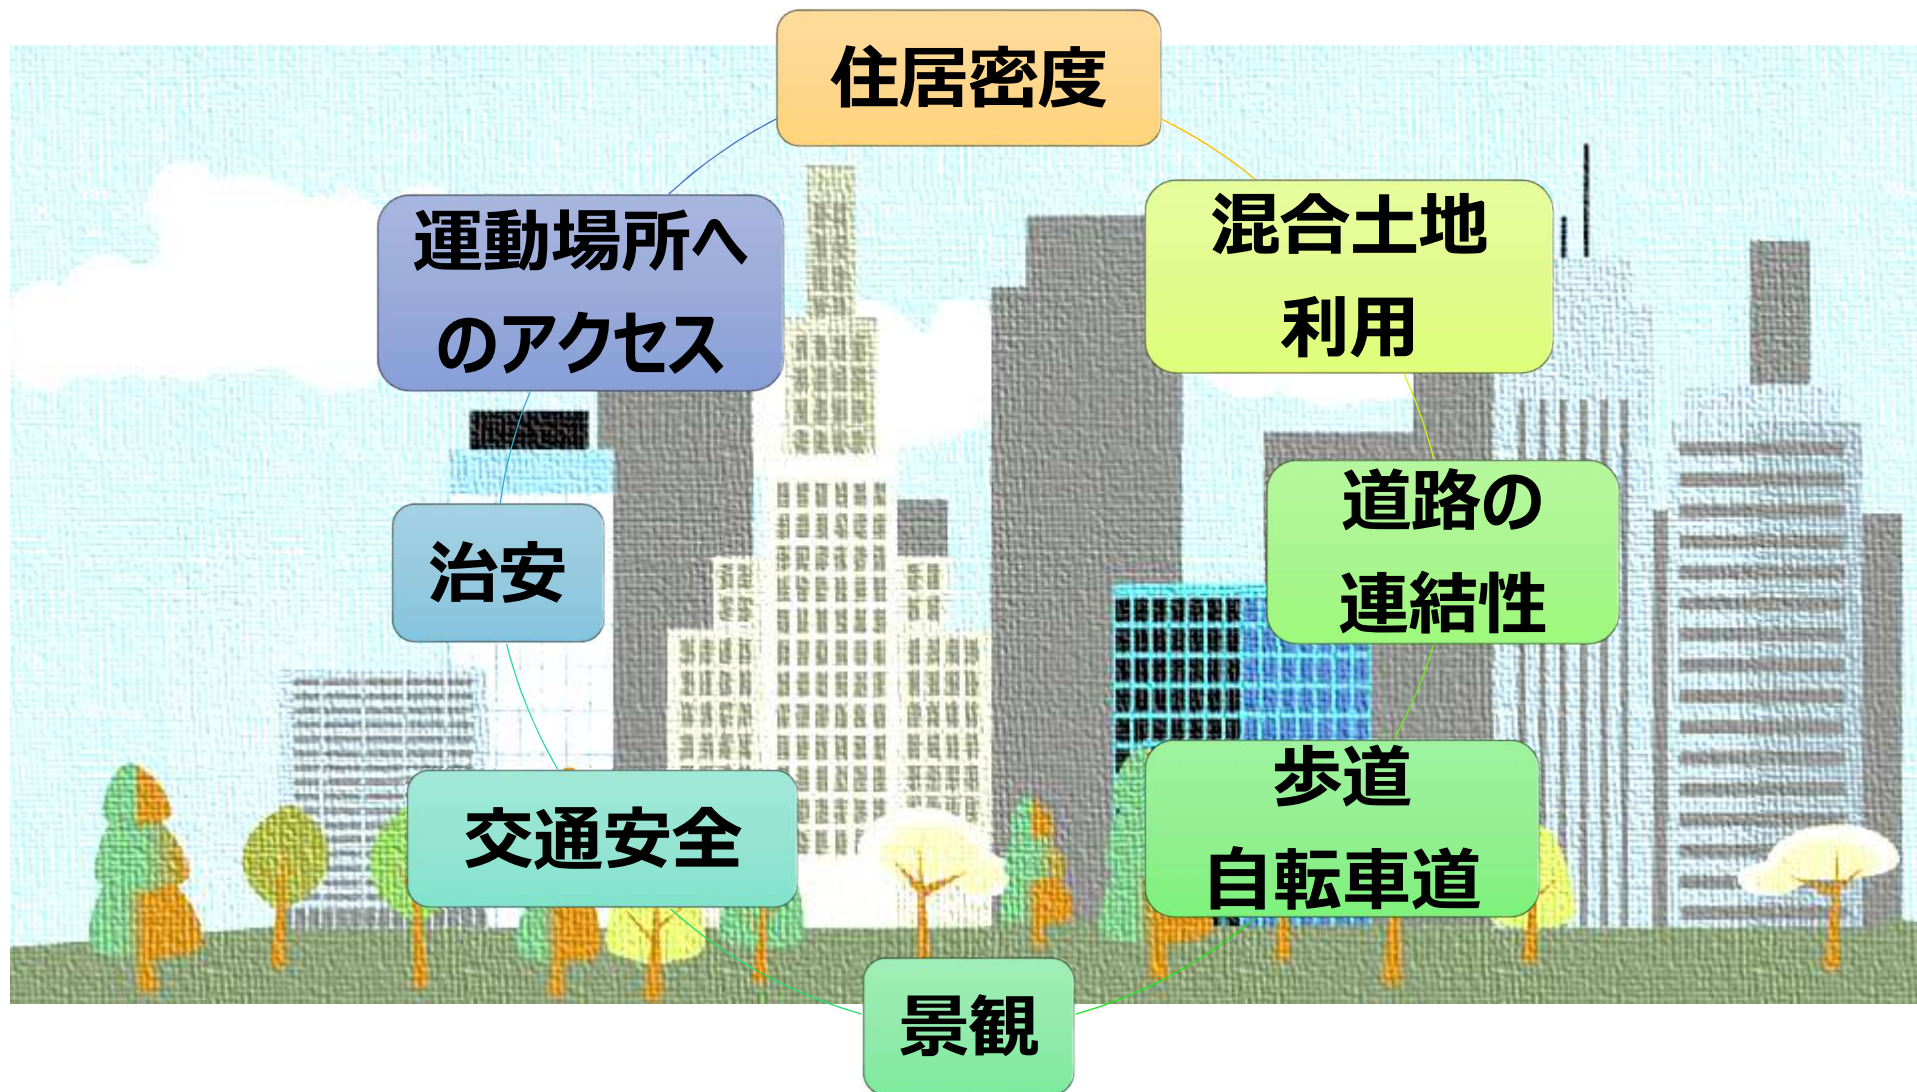 住居密度
混合土地
利用
道路の
連結性
歩道
自転車道
景観
交通安全
治安
運動場所へ
のアクセス